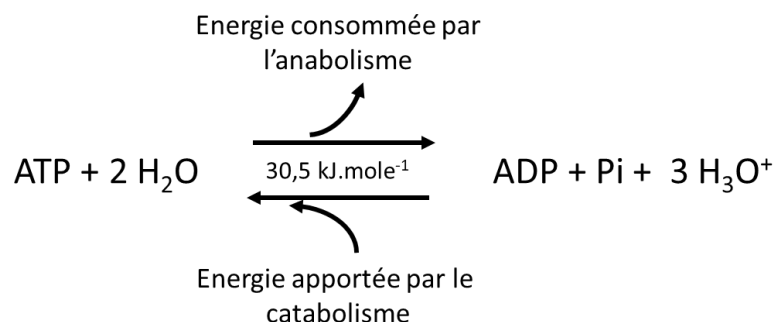 Energie consommée par
l'anabolisme
ATP + 2 H₂O 30,5 kJ.mole⁻¹ ADP + Pi + 3 H₃O⁺
Energie apportée par le
catabolisme